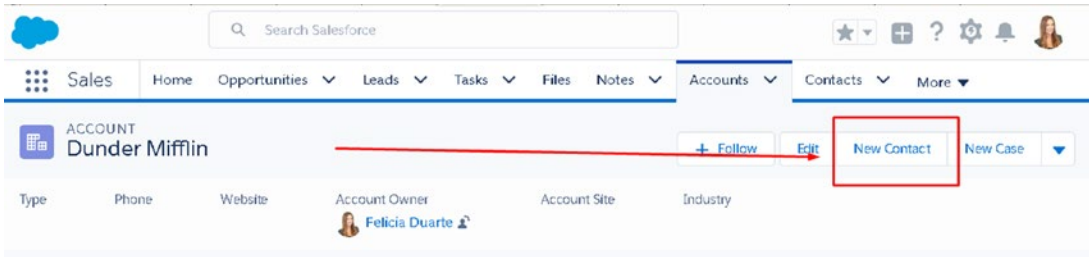 Search Salesforce
Sales Home Opportunities Leads Tasks Files Notes Accounts Contacts More
ACCOUNT
Dunder Mifflin
+ Follow Edit New Contact New Case
Type Phone Website Account Owner Account Site Industry
Felicia Duarte